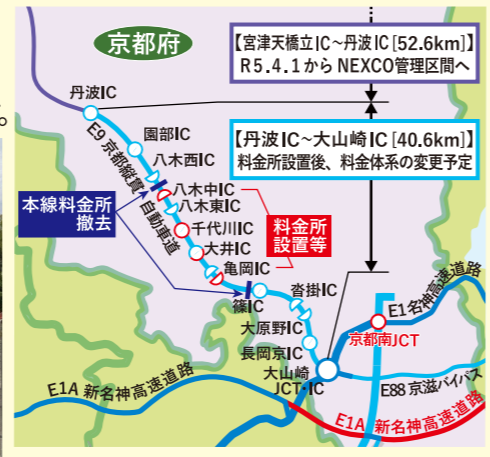 京都府
【宮津天橋立IC~丹波IC[52.6km]】
R5.4.1からNEXCO管理区間へ
【丹波IC~大山崎IC[40.6km]】
料金所設置後、料金体系の変更予定
丹波IC
E9 京都縦貫自動車道
園部IC
八木西IC
八木中IC
八木東IC
千代川IC
大井IC
亀岡IC
本線料金所
撤去
料金所
設置等
篠IC
沓掛IC
大原野IC
長岡京IC
大山崎
JCT・IC
E1名神高速道路
京都南JCT
E88 京滋バイパス
E1A 新名神高速道路
E1A 新名神高速道路
。